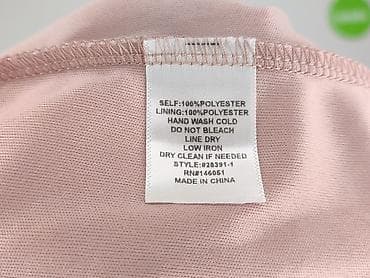 SELF:100%POLYESTER
LINING:100%POLYESTER
HAND WASH COLD
DO NOT BLEACH
LINE DRY
LOW IRON
DRY CLEAN IF NEEDED
STYLE:#28391-1
RN#146051
MADE IN CHINA